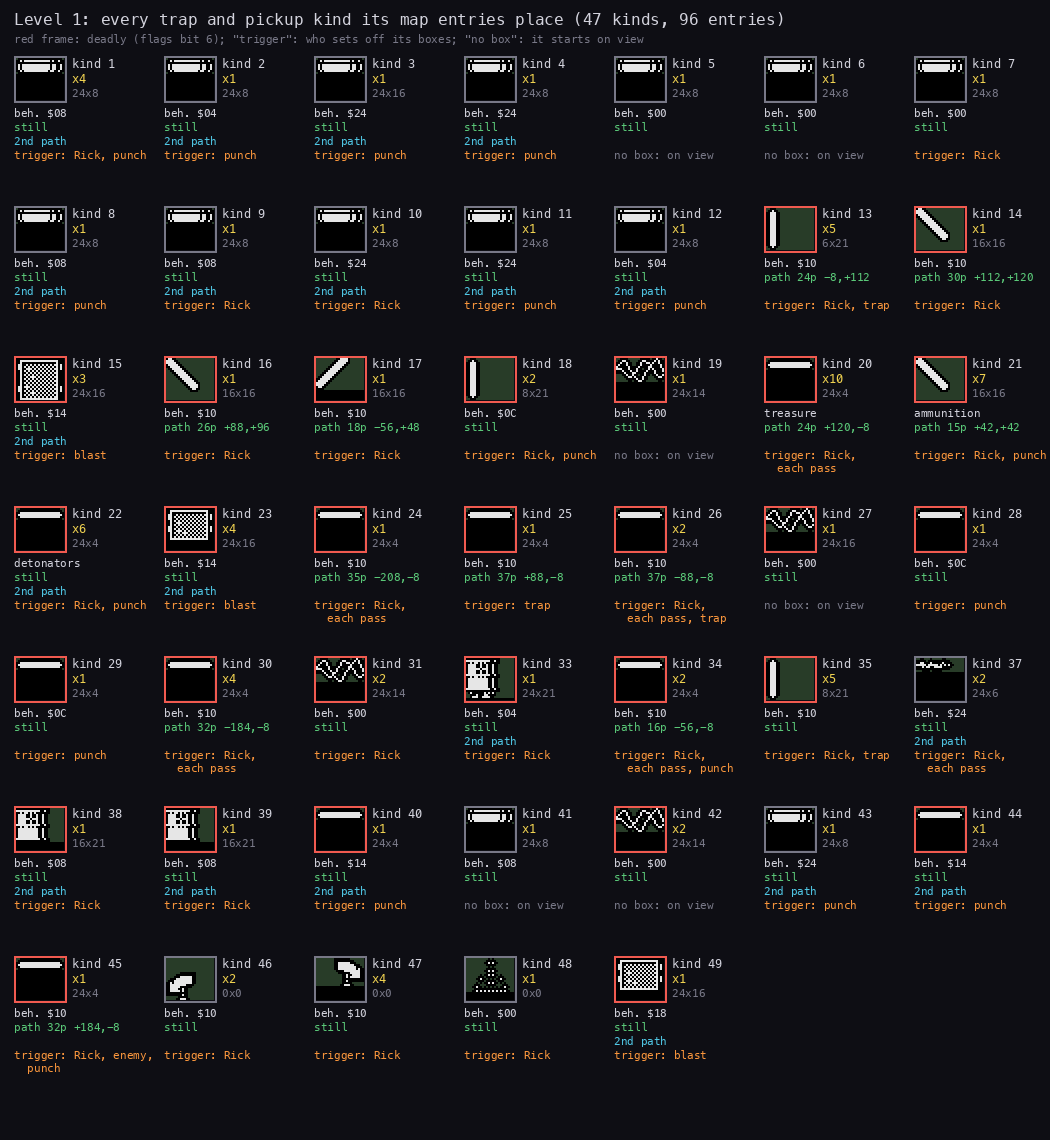 Level 1: every trap and pickup kind its map entries place (47 kinds, 96 entries)
red frame: deadly (flags bit 6); "trigger": who sets off its boxes; "no box": it starts on view
kind 1
x4
24x8
beh. $08
still
2nd path
trigger: Rick, punch
kind 2
x1
24x8
beh. $04
still
2nd path
trigger: punch
kind 3
x1
24x16
beh. $24
still
2nd path
trigger: punch
kind 4
x1
24x8
beh. $24
still
2nd path
trigger: punch
kind 5
x1
24x8
beh. $00
still
no box: on view
kind 6
x1
24x8
beh. $00
still
no box: on view
kind 7
x1
24x8
beh. $00
still
trigger: Rick
kind 8
x1
24x8
beh. $08
still
2nd path
trigger: punch
kind 9
x1
24x8
beh. $08
still
2nd path
trigger: Rick
kind 10
x1
24x8
beh. $24
still
2nd path
trigger: Rick
kind 11
x1
24x8
beh. $24
still
2nd path
trigger: punch
kind 12
x1
24x8
beh. $04
still
2nd path
trigger: punch
kind 13
x5
6x21
beh. $10
path 24p −8,+112
trigger: Rick, trap
kind 14
x1
16x16
beh. $10
path 30p +112,+120
trigger: Rick
kind 15
x3
24x16
beh. $14
still
2nd path
trigger: blast
kind 16
x1
16x16
beh. $10
path 26p +88,+96
trigger: Rick
kind 17
x1
16x16
beh. $10
path 18p −56,+48
trigger: Rick
kind 18
x2
8x21
beh. $0C
still
trigger: Rick, punch
kind 19
x1
24x14
beh. $00
still
no box: on view
kind 20
x10
24x4
treasure
path 24p +120,−8
trigger: Rick,
each pass
kind 21
x7
16x16
ammunition
path 15p +42,+42
trigger: Rick, punch
kind 22
x6
24x4
detonators
still
2nd path
trigger: Rick, punch
kind 23
x4
24x16
beh. $14
still
2nd path
trigger: blast
kind 24
x1
24x4
beh. $10
path 35p −208,−8
trigger: Rick,
each pass
kind 25
x1
24x4
beh. $10
path 37p +88,−8
trigger: trap
kind 26
x2
24x4
beh. $10
path 37p −88,−8
trigger: Rick,
each pass, trap
kind 27
x1
24x16
beh. $00
still
no box: on view
kind 28
x1
24x4
beh. $0C
still
trigger: punch
kind 29
x1
24x4
beh. $0C
still
trigger: punch
kind 30
x4
24x4
beh. $10
path 32p −184,−8
trigger: Rick,
each pass
kind 31
x2
24x14
beh. $00
still
trigger: Rick
kind 33
x1
24x21
beh. $04
still
2nd path
trigger: Rick
kind 34
x2
24x4
beh. $10
path 16p −56,−8
trigger: Rick,
each pass, punch
kind 35
x5
8x21
beh. $10
still
trigger: Rick, trap
kind 37
x2
24x6
beh. $24
still
2nd path
trigger: Rick,
each pass
kind 38
x1
16x21
beh. $08
still
2nd path
trigger: Rick
kind 39
x1
16x21
beh. $08
still
2nd path
trigger: Rick
kind 40
x1
24x4
beh. $14
still
2nd path
trigger: punch
kind 41
x1
24x8
beh. $08
still
no box: on view
kind 42
x2
24x14
beh. $00
still
no box: on view
kind 43
x1
24x8
beh. $24
still
2nd path
trigger: punch
kind 44
x1
24x4
beh. $14
still
2nd path
trigger: punch
kind 45
x1
24x4
beh. $10
path 32p +184,−8
trigger: Rick, enemy,
punch
kind 46
x2
0x0
beh. $10
still
trigger: Rick
kind 47
x4
0x0
beh. $10
still
trigger: Rick
kind 48
x1
0x0
beh. $00
still
trigger: Rick
kind 49
x1
24x16
beh. $18
still
2nd path
trigger: blast